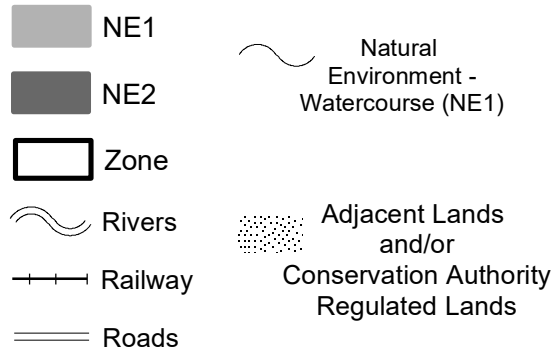 NE1
NE2
Zone
Rivers
Railway
Roads
Natural
Environment -
Watercourse (NE1)
Adjacent Lands
and/or
Conservation Authority
Regulated Lands